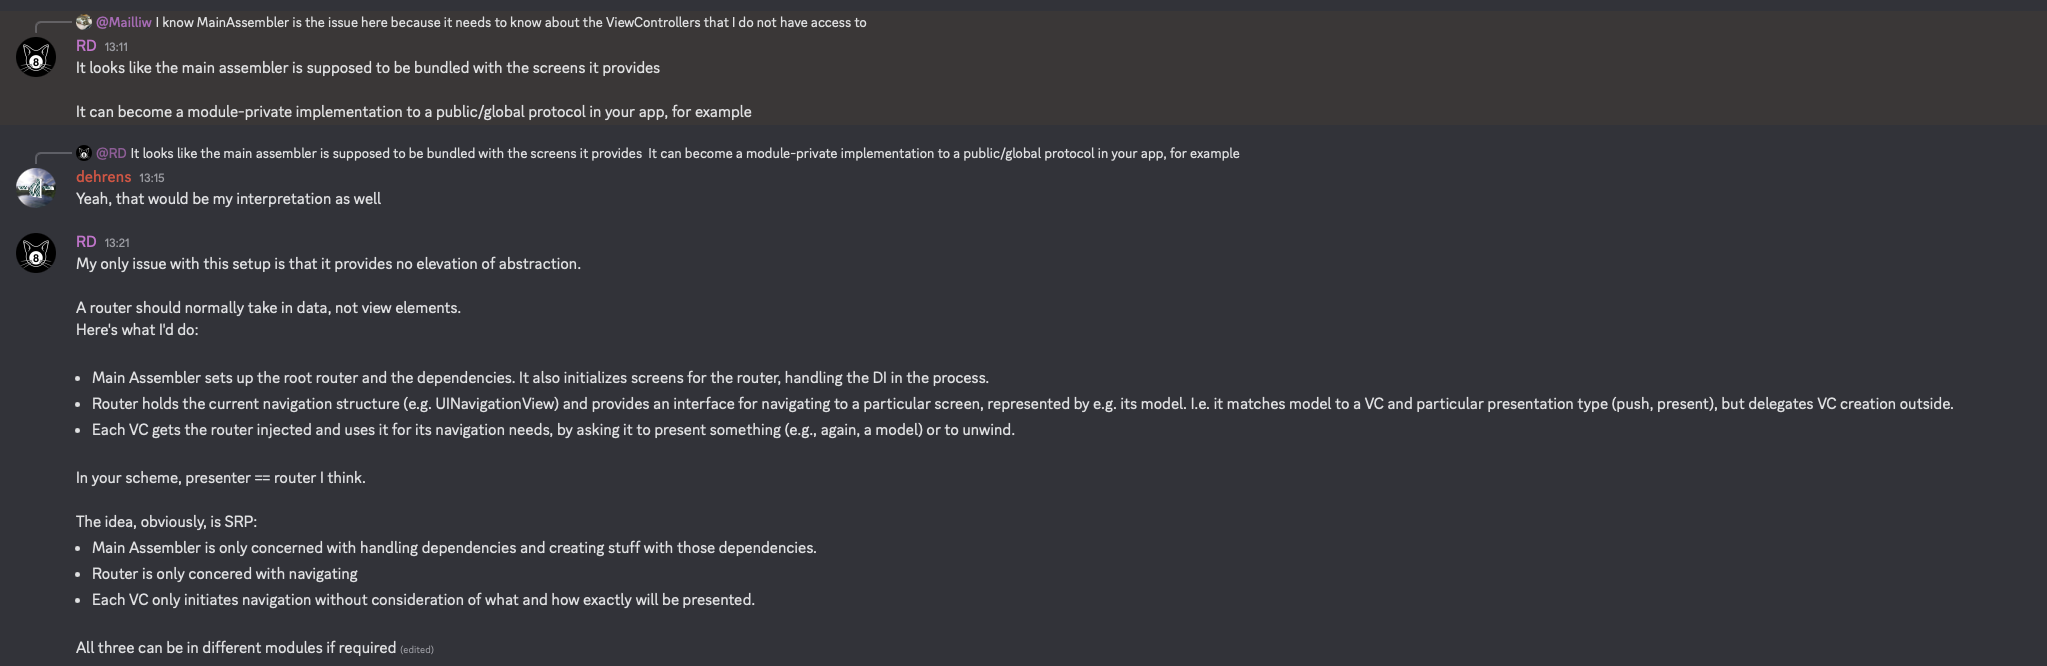 @Mailliw I know MainAssembler is the issue here because it needs to know about the ViewControllers that I do not have access to
RD 13:11
It looks like the main assembler is supposed to be bundled with the screens it provides
It can become a module-private implementation to a public/global protocol in your app, for example
@RD It looks like the main assembler is supposed to be bundled with the screens it provides It can become a module-private implementation to a public/global protocol in your app, for example
dehrens 13:15
Yeah, that would be my interpretation as well
8
RD 13:21
My only issue with this setup is that it provides no elevation of abstraction.
A router should normally take in data, not view elements.
Here's what I'd do:
• Main Assembler sets up the root router and the dependencies. It also initializes screens for the router, handling the DI in the process.
• Router holds the current navigation structure (e.g. UINavigationView) and provides an interface for navigating to a particular screen, represented by e.g. its model. I.e. it matches model to a VC and particular presentation type (push, present), but delegates VC creation outside.
• Each VC gets the router injected and uses it for its navigation needs, by asking it to present something (e.g., again, a model) or to unwind.
In your scheme, presenter == router I think.
The idea, obviously, is SRP:
• Main Assembler is only concerned with handling dependencies and creating stuff with those dependencies.
• Router is only concered with navigating
• Each VC only initiates navigation without consideration of what and how exactly will be presented.
All three can be in different modules if required (edited)